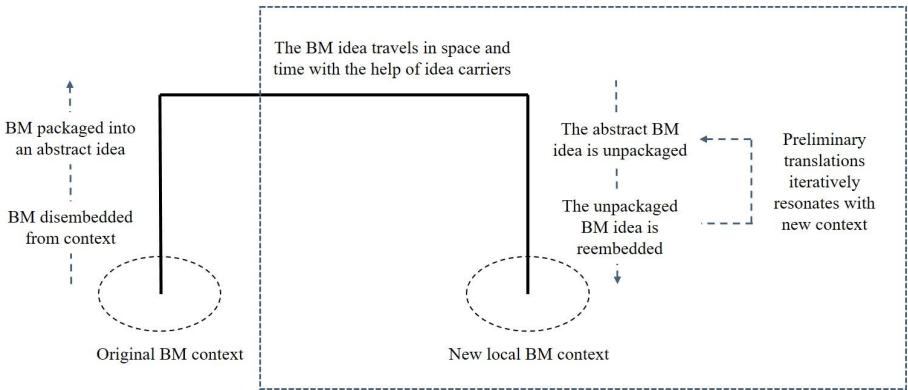 The BM idea travels in space and
time with the help of idea carriers
BM packaged into
an abstract idea
BM disembedded
from context
The abstract BM
idea is unpackaged
The unpackaged
BM idea is
reembedded
Preliminary
translations
iteratively
resonates with
new context
Original BM context
New local BM context